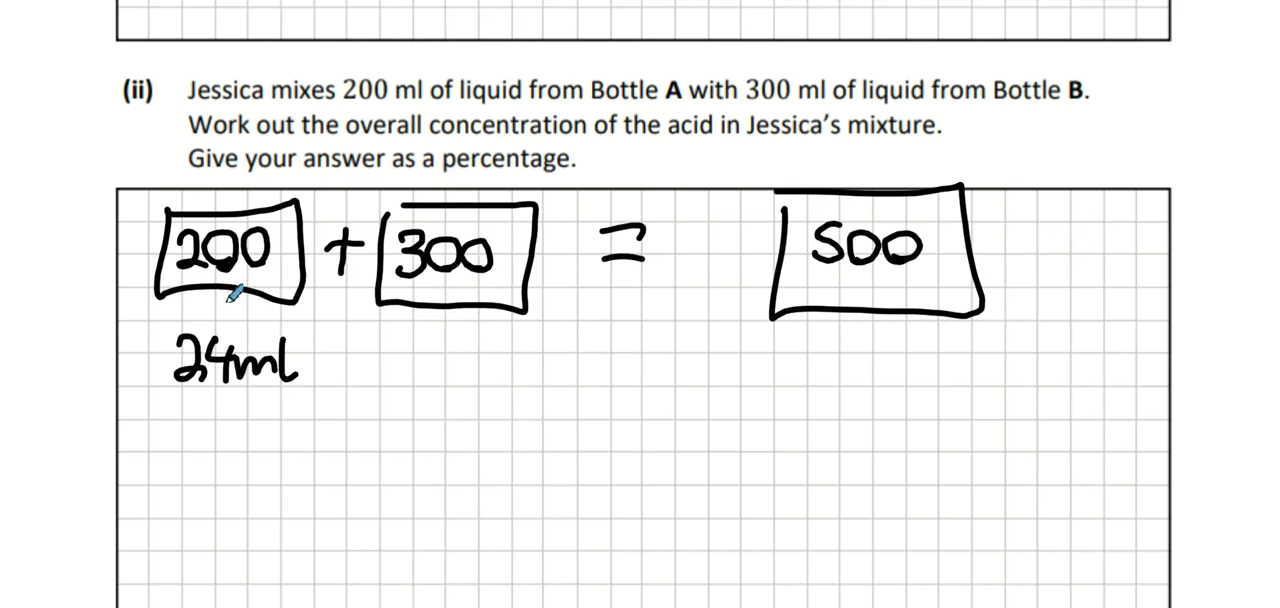 (ii) Jessica mixes 200 ml of liquid from Bottle A with 300 ml of liquid from Bottle B.
Work out the overall concentration of the acid in Jessica's mixture.
Give your answer as a percentage.
200 + 300 = 500
24ml